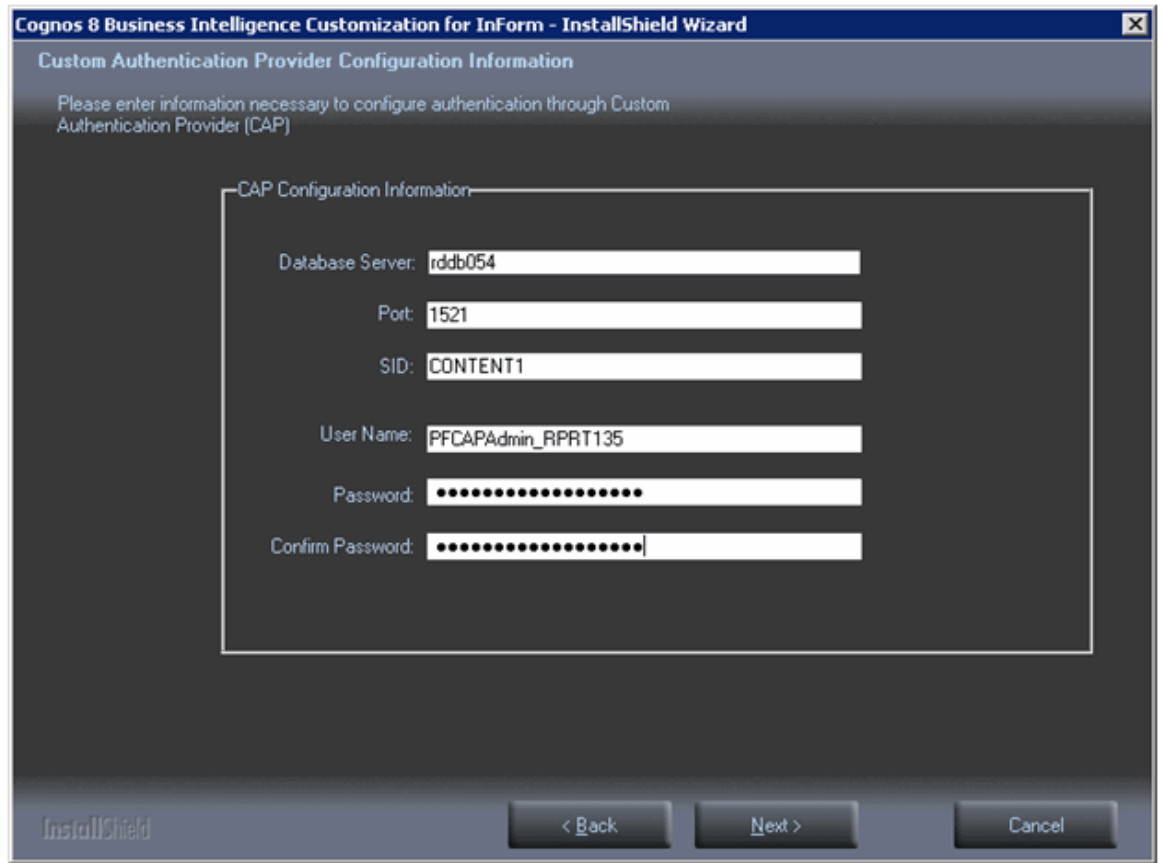 Cognos 8 Business Intelligence Customization for InForm - InstallShield Wizard
Custom Authentication Provider Configuration Information
Please enter information necessary to configure authentication through Custom
Authentication Provider (CAP)
CAP Configuration Information
Database Server: rddb054
Port: 1521
SID: CONTENT1
User Name: PFCAPAdmin_RPRT135
Password: ●●●●●●●●●●●●●●●●●●
Confirm Password: ●●●●●●●●●●●●●●●●●●
InstallShield
< Back Next > Cancel